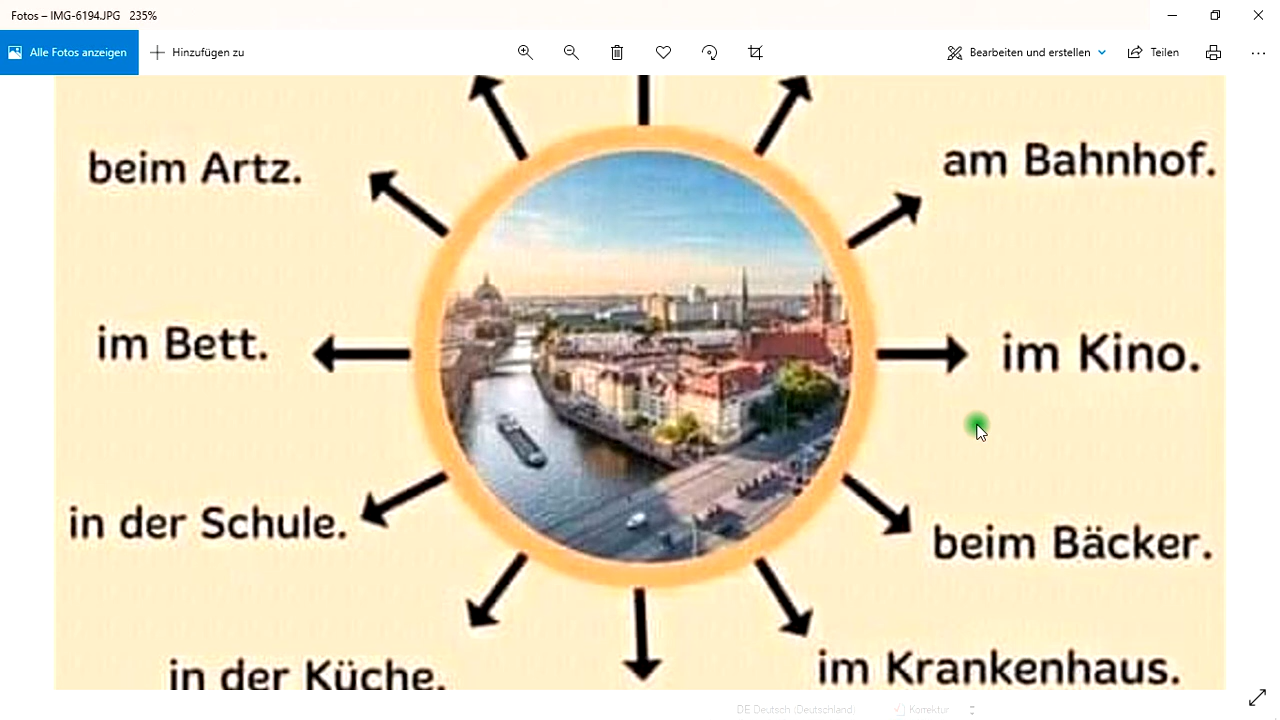 Fotos – IMG-6194.JPG 235%
Alle Fotos anzeigen
Hinzufügen zu
Bearbeiten und erstellen
Teilen
beim Artz.
am Bahnhof.
im Bett.
im Kino.
in der Schule.
beim Bäcker.
in der Küche.
im Krankenhaus.
DE Deutsch (Deutschland)
Korrektur